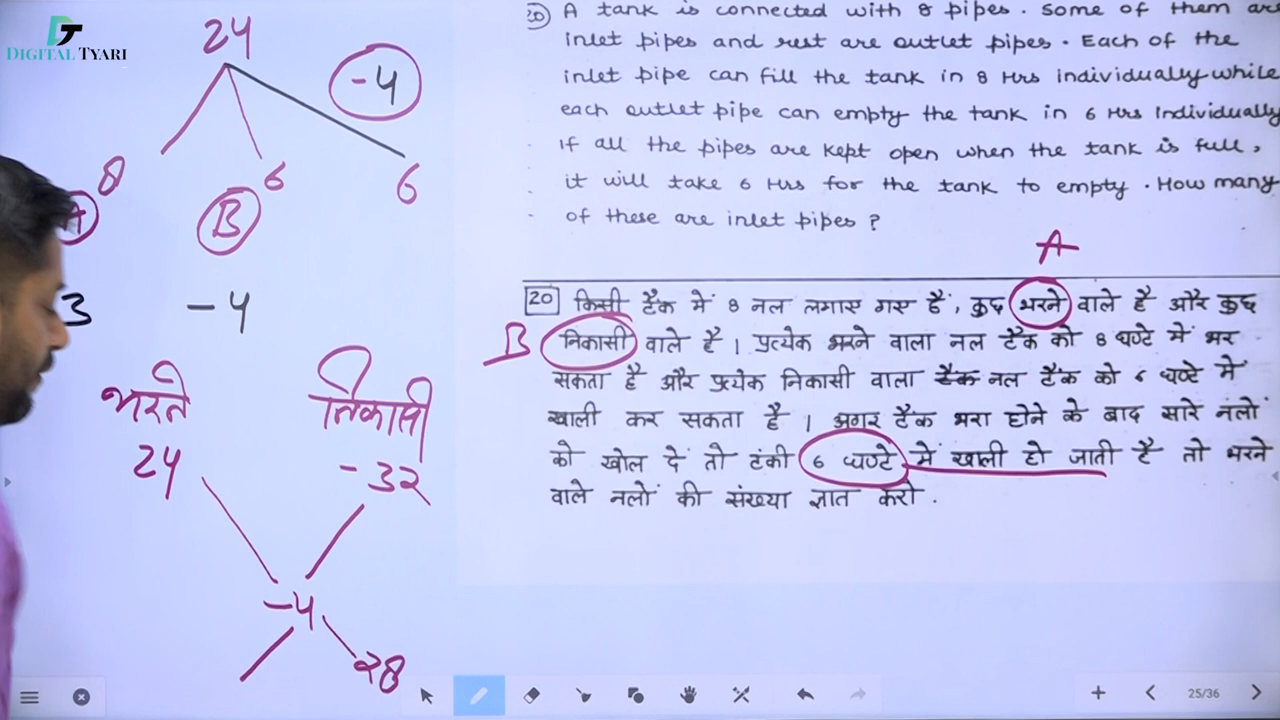 DIGITAL TYARI
24
-4
8
6
6
A
B
3
-4
भरने
निकासी
24
-32
-4
28
20) A tank is connected with 8 pipes. Some of them are
inlet pipes and rest are outlet pipes. Each of the
inlet pipe can fill the tank in 8 Hrs individually while
each outlet pipe can empty the tank in 6 Hrs Individually
If all the pipes are kept open when the tank is full,
it will take 6 Hrs for the tank to empty. How many
of these are inlet pipes ?
A
20 किसी टैंक में 8 नल लगाए गए हैं, कुछ भरने वाले है और कुछ
B निकासी वाले है । प्रत्येक भरने वाला नल टैंक को 8 घण्टे में भर
सकता है और प्रत्येक निकासी वाला टैंक नल टैंक को 6 घण्टे में
खाली कर सकता है । अगर टैंक भरा होने के बाद सारे नलों
को खोल दें तो टंकी 6 घण्टे में खाली हो जाती है तो भरने
वाले नलों की संख्या ज्ञात करो .
25/36